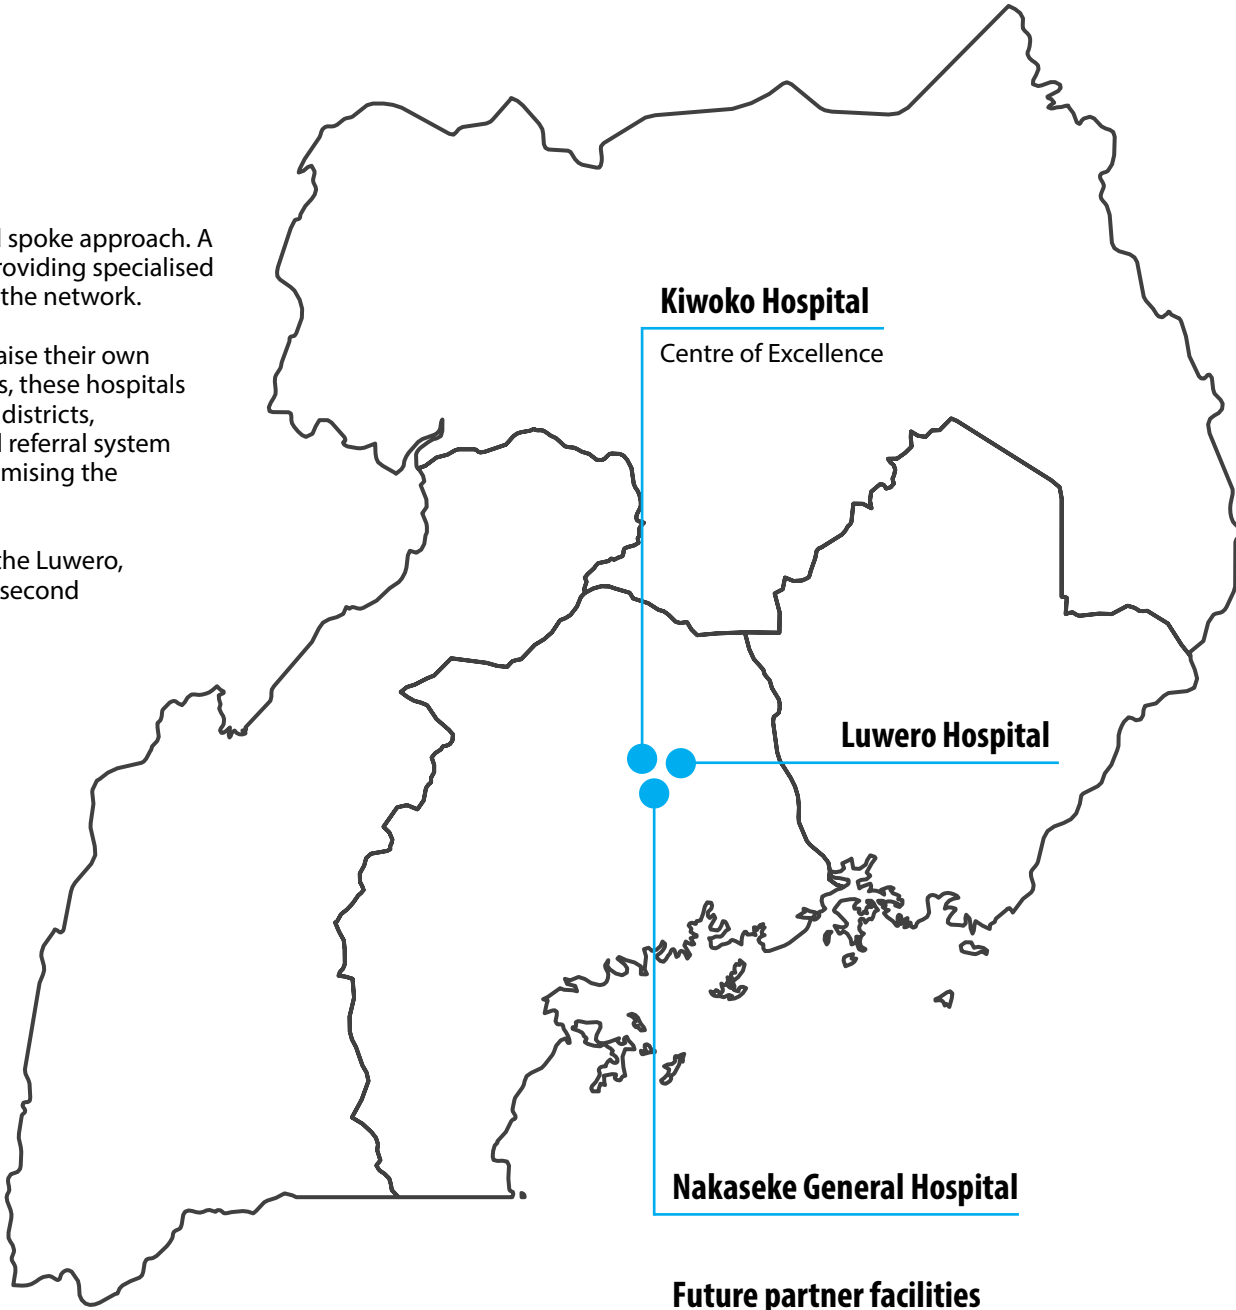 l spoke approach. A
roviding specialised
the network.
aise their own
s, these hospitals
districts,
l referral system
mising the
the Luwero,
second
Kiwoko Hospital
Centre of Excellence
Luwero Hospital
Nakaseke General Hospital
Future partner facilities